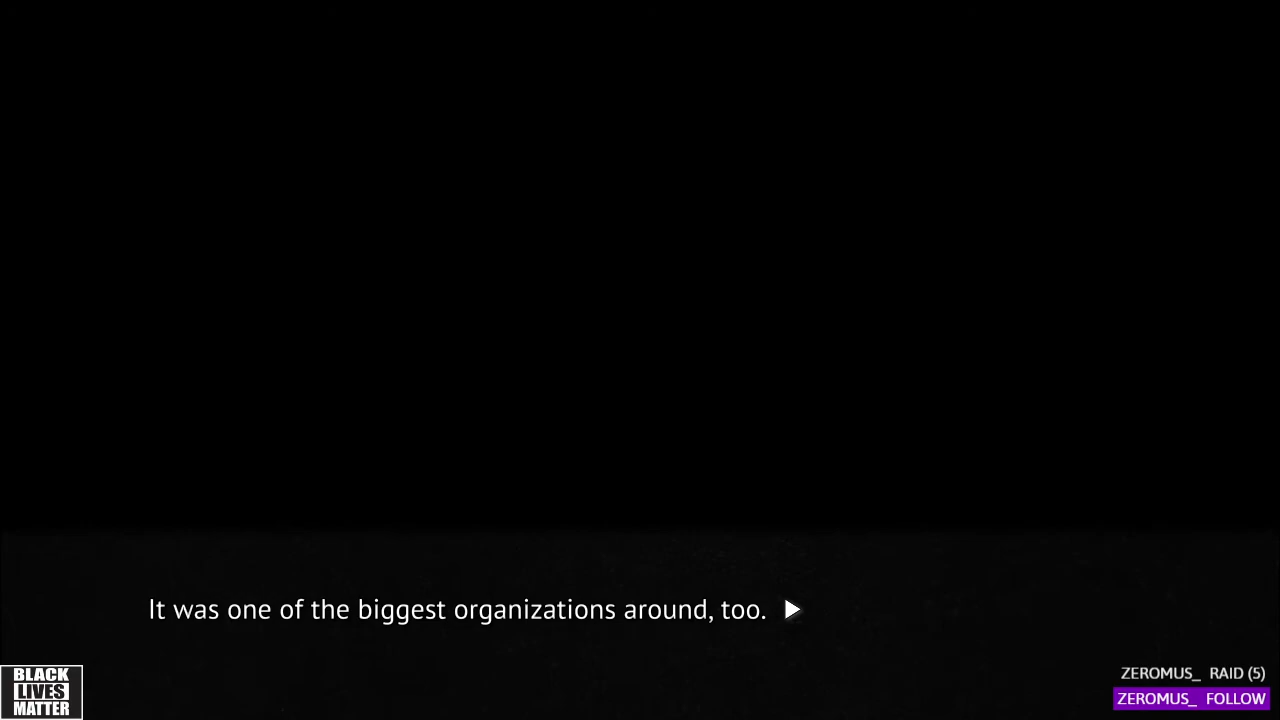 It was one of the biggest organizations around, too.
BLACK
LIVES
MATTER
ZEROMUS_ RAID (5)
ZEROMUS_ FOLLOW